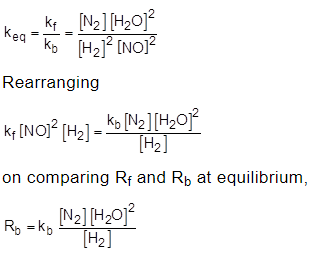 k_eq = k_f / k_b = [N₂] [H₂O]² / [H₂]² [NO]²
Rearranging
k_f [NO]² [H₂] = k_b [N₂] [H₂O]² / [H₂]
on comparing R_f and R_b at equilibrium,
R_b = k_b [N₂] [H₂O]² / [H₂]